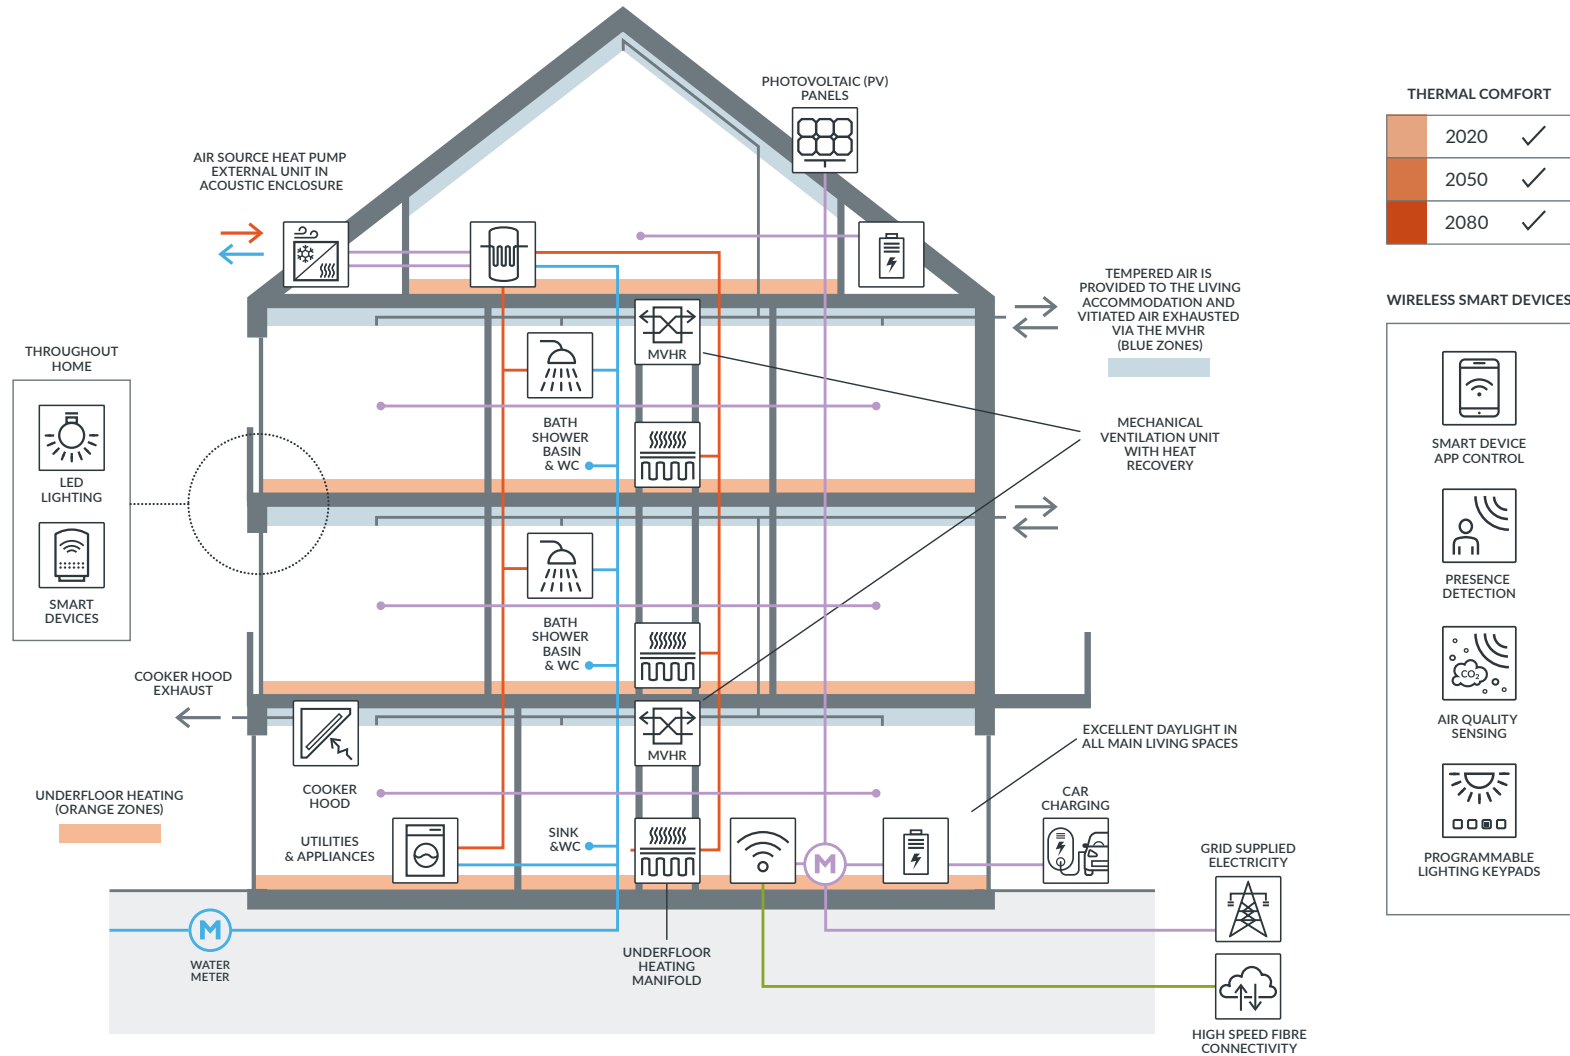 PHOTOVOLTAIC (PV)
PANELS
AIR SOURCE HEAT PUMP
EXTERNAL UNIT IN
ACOUSTIC ENCLOSURE
THERMAL COMFORT
2020
2050
2080
TEMPERED AIR IS
PROVIDED TO THE LIVING
ACCOMMODATION AND
VITIATED AIR EXHAUSTED
VIA THE MVHR
(BLUE ZONES)
WIRELESS SMART DEVICES
THROUGHOUT
HOME
LED
LIGHTING
SMART
DEVICES
MVHR
BATH
SHOWER
BASIN
& WC
MECHANICAL
VENTILATION UNIT
WITH HEAT
RECOVERY
SMART DEVICE
APP CONTROL
PRESENCE
DETECTION
CO2
AIR QUALITY
SENSING
PROGRAMMABLE
LIGHTING KEYPADS
BATH
SHOWER
BASIN
& WC
COOKER HOOD
EXHAUST
MVHR
COOKER
HOOD
EXCELLENT DAYLIGHT IN
ALL MAIN LIVING SPACES
UNDERFLOOR HEATING
(ORANGE ZONES)
UTILITIES
& APPLIANCES
SINK
&WC
CAR
CHARGING
M
GRID SUPPLIED
ELECTRICITY
M
WATER
METER
UNDERFLOOR
HEATING
MANIFOLD
HIGH SPEED FIBRE
CONNECTIVITY